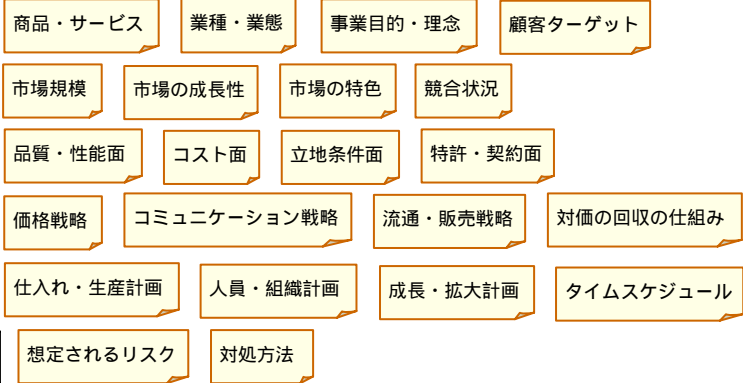 商品・サービス 業種・業態 事業目的・理念 顧客ターゲット
市場規模 市場の成長性 市場の特色 競合状況
品質・性能面 コスト面 立地条件面 特許・契約面
価格戦略 コミュニケーション戦略 流通・販売戦略 対価の回収の仕組み
仕入れ・生産計画 人員・組織計画 成長・拡大計画 タイムスケジュール
想定されるリスク 対処方法